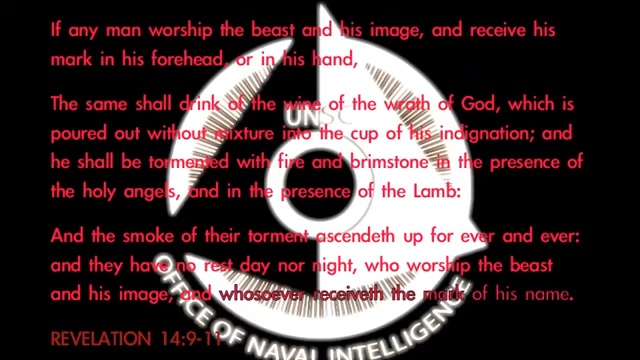 If any man worship the beast and his image, and receive his
mark in his forehead, or in his hand,
The same shall drink of the wine of the wrath of God, which is
poured out without mixture into the cup of his indignation; and
he shall be tormented with fire and brimstone in the presence of
the holy angels, and in the presence of the Lamb:
And the smoke of their torment ascendeth up for ever and ever:
and they have no rest day nor night, who worship the beast
and his image, and whosoever receiveth the mark of his name.
REVELATION 14:9-11
UNSC
OFFICE OF NAVAL INTELLIGENCE